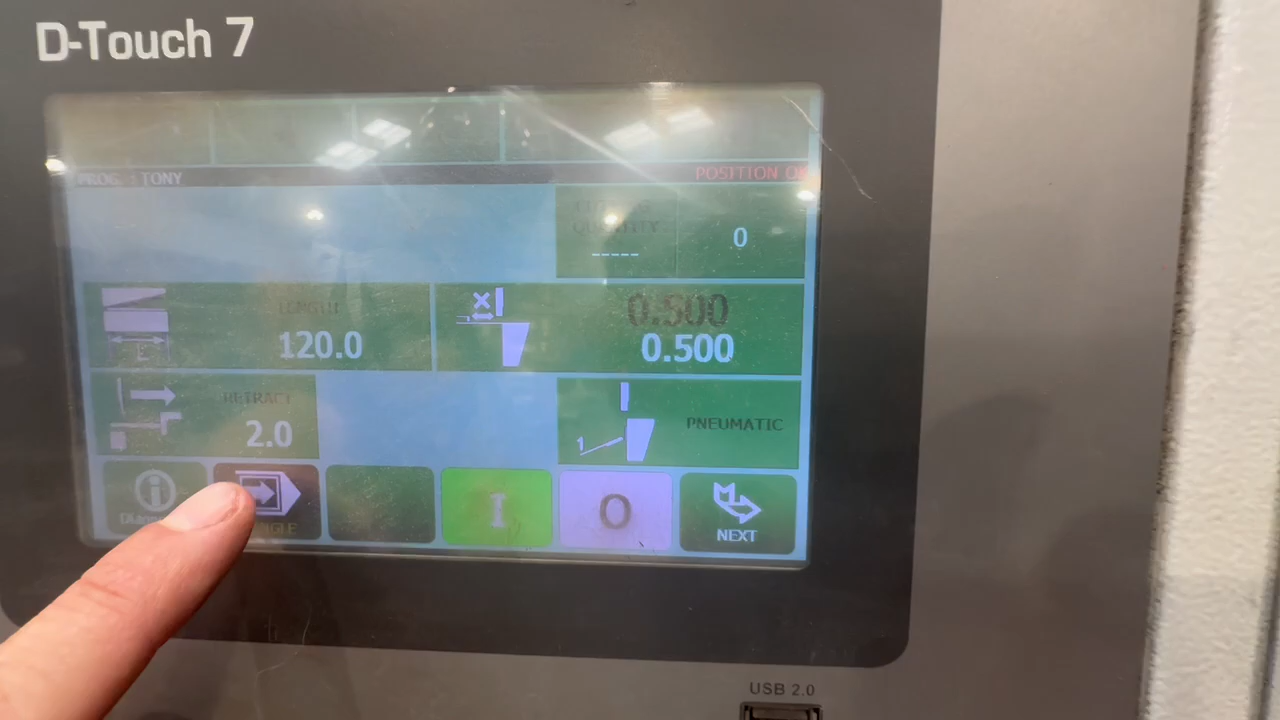 D-Touch 7
PROG. : TONY
POSITION OK
QUANTITY
-----
0
LENGTH
120.0
X
0.500
0.500
L
RETRACT
2.0
1
PNEUMATIC
I
O
NEXT
USB 2.0